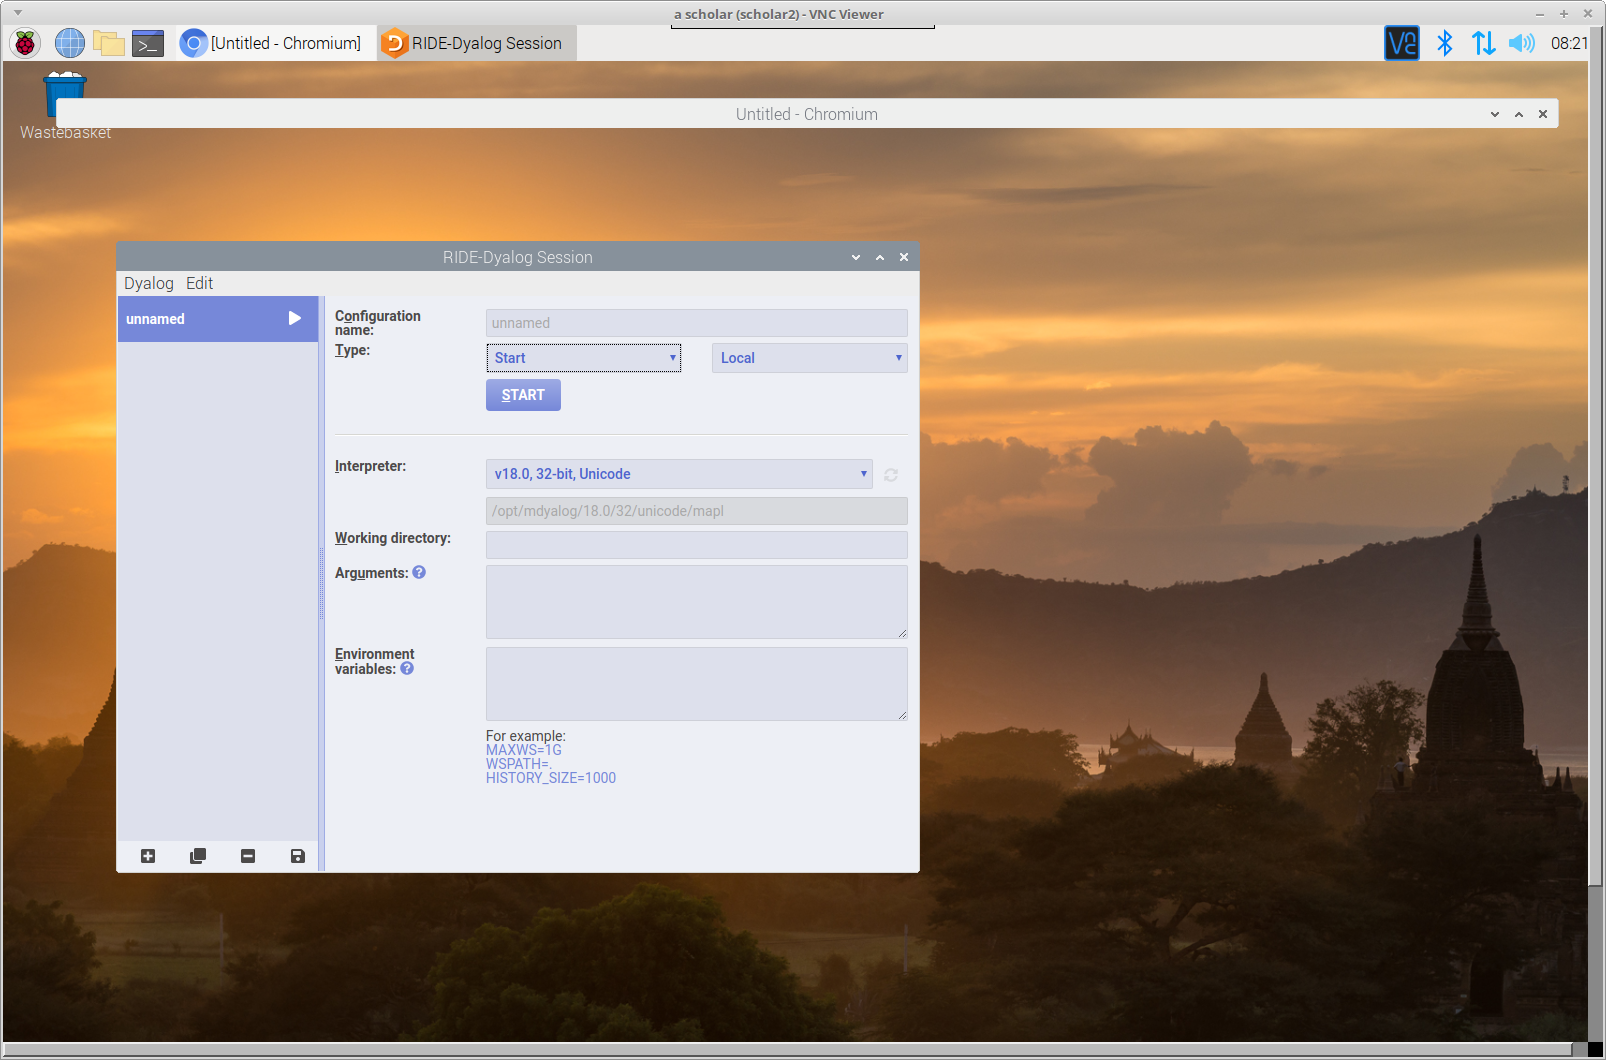 a scholar (scholar2) - VNC Viewer
[Untitled - Chromium]
RIDE-Dyalog Session
08:21
Wastebasket
Untitled - Chromium
RIDE-Dyalog Session
Dyalog Edit
unnamed
Configuration name:
unnamed
Type:
Start
Local
START
Interpreter:
v18.0, 32-bit, Unicode
/opt/mdyalog/18.0/32/unicode/mapl
Working directory:
Arguments:
Environment
variables:
For example:
MAXWS=1G
WSPATH=.
HISTORY_SIZE=1000